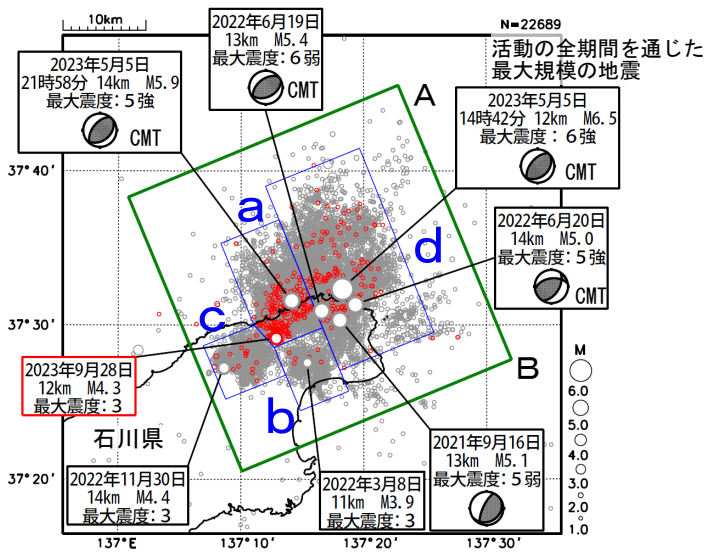 10km
N=22689
活動の全期間を通じた
最大規模の地震
2022年6月19日
13km M5.4
最大震度:6弱
CMT
2023年5月5日
21時58分 14km M5.9
最大震度:5強
CMT
A
2023年5月5日
14時42分 12km M6.5
最大震度:6強
CMT
37°40′
2022年6月20日
14km M5.0
最大震度:5強
CMT
a
d
37°30′
c
2023年9月28日
12km M4.3
最大震度:3
B
b
石川県
M
6.0
5.0
4.0
3.0
2.0
1.0
2021年9月16日
13km M5.1
最大震度:5弱
37°20′
2022年11月30日
14km M4.4
最大震度:3
2022年3月8日
11km M3.9
最大震度:3
137°E
137°10′
137°20′
137°30′